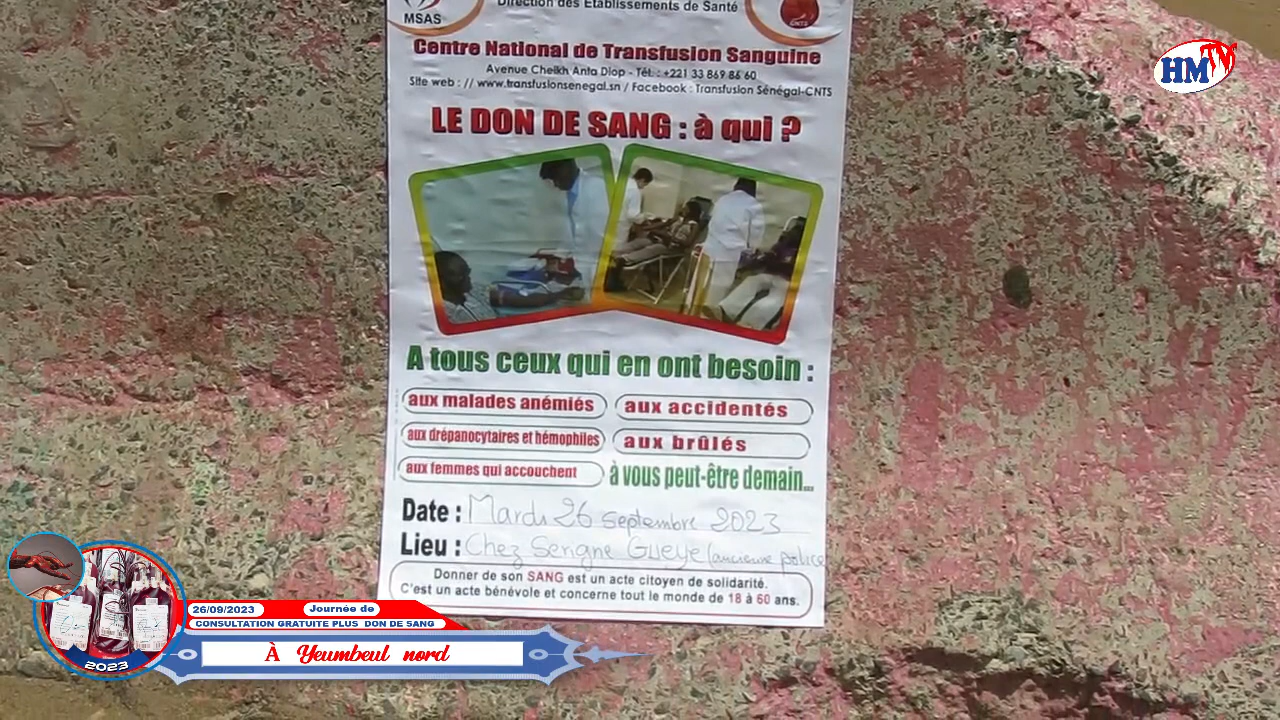 Direction des Etablissements de Santé
MSAS
CNTS
HM TV
Centre National de Transfusion Sanguine
Avenue Cheikh Anta Diop - Tél. : +221 33 869 86 60
Site web : // www.transfusionsenegal.sn / Facebook : Transfusion Sénégal-CNTS
LE DON DE SANG : à qui ?
A tous ceux qui en ont besoin :
aux malades anémiés
aux accidentés
aux drépanocytaires et hémophiles
aux brûlés
aux femmes qui accouchent
à vous peut-être demain...
Date : Mardi 26 septembre 2023
Lieu : Chez Serigne Gueye (ancienne police
Donner de son SANG est un acte citoyen de solidarité.
C'est un acte bénévole et concerne tout le monde de 18 à 60 ans.
26/09/2023
Journée de
CONSULTATION GRATUITE PLUS DON DE SANG
À Yeumbeul nord
2023